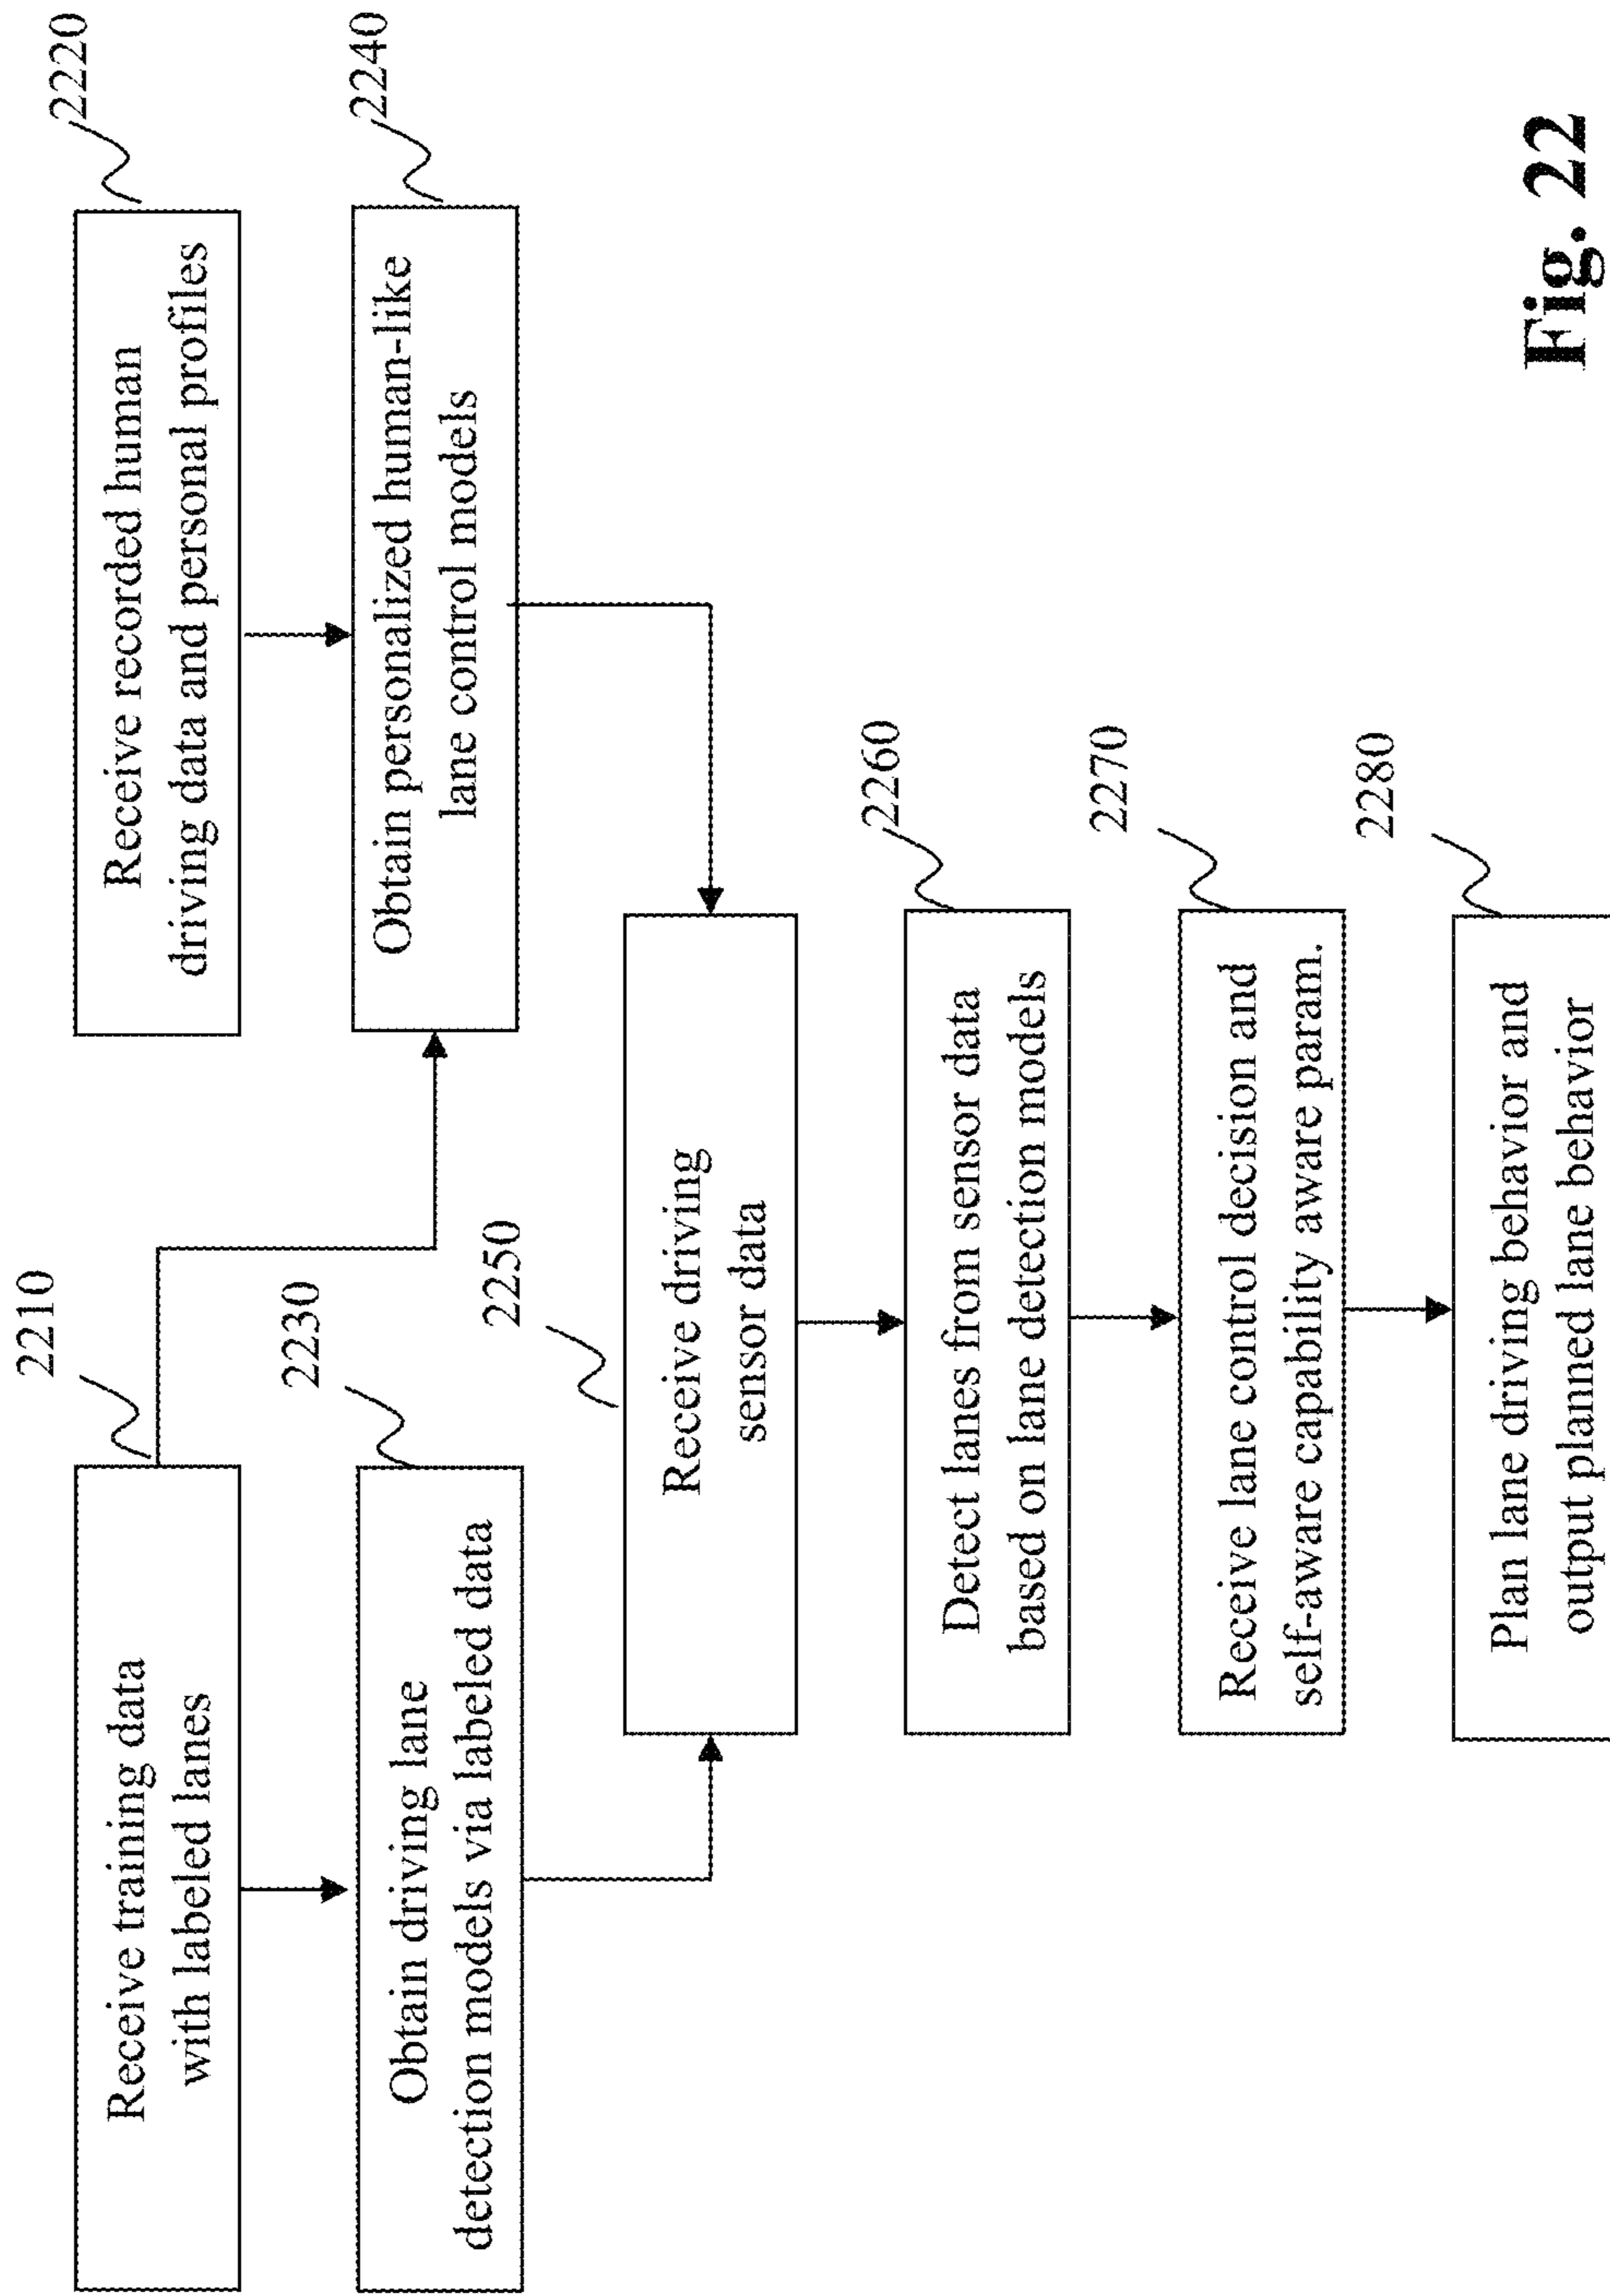 2210
Receive training data
with labeled lanes
2220
Receive recorded human
driving data and personal profiles
2230
Obtain driving lane
detection models via labeled data
2240
Obtain personalized human-like
lane control models
2250
Receive driving
sensor data
2260
Detect lanes from sensor data
based on lane detection models
2270
Receive lane control decision and
self-aware capability aware param.
2280
Plan lane driving behavior and
output planned lane behavior
Fig. 22